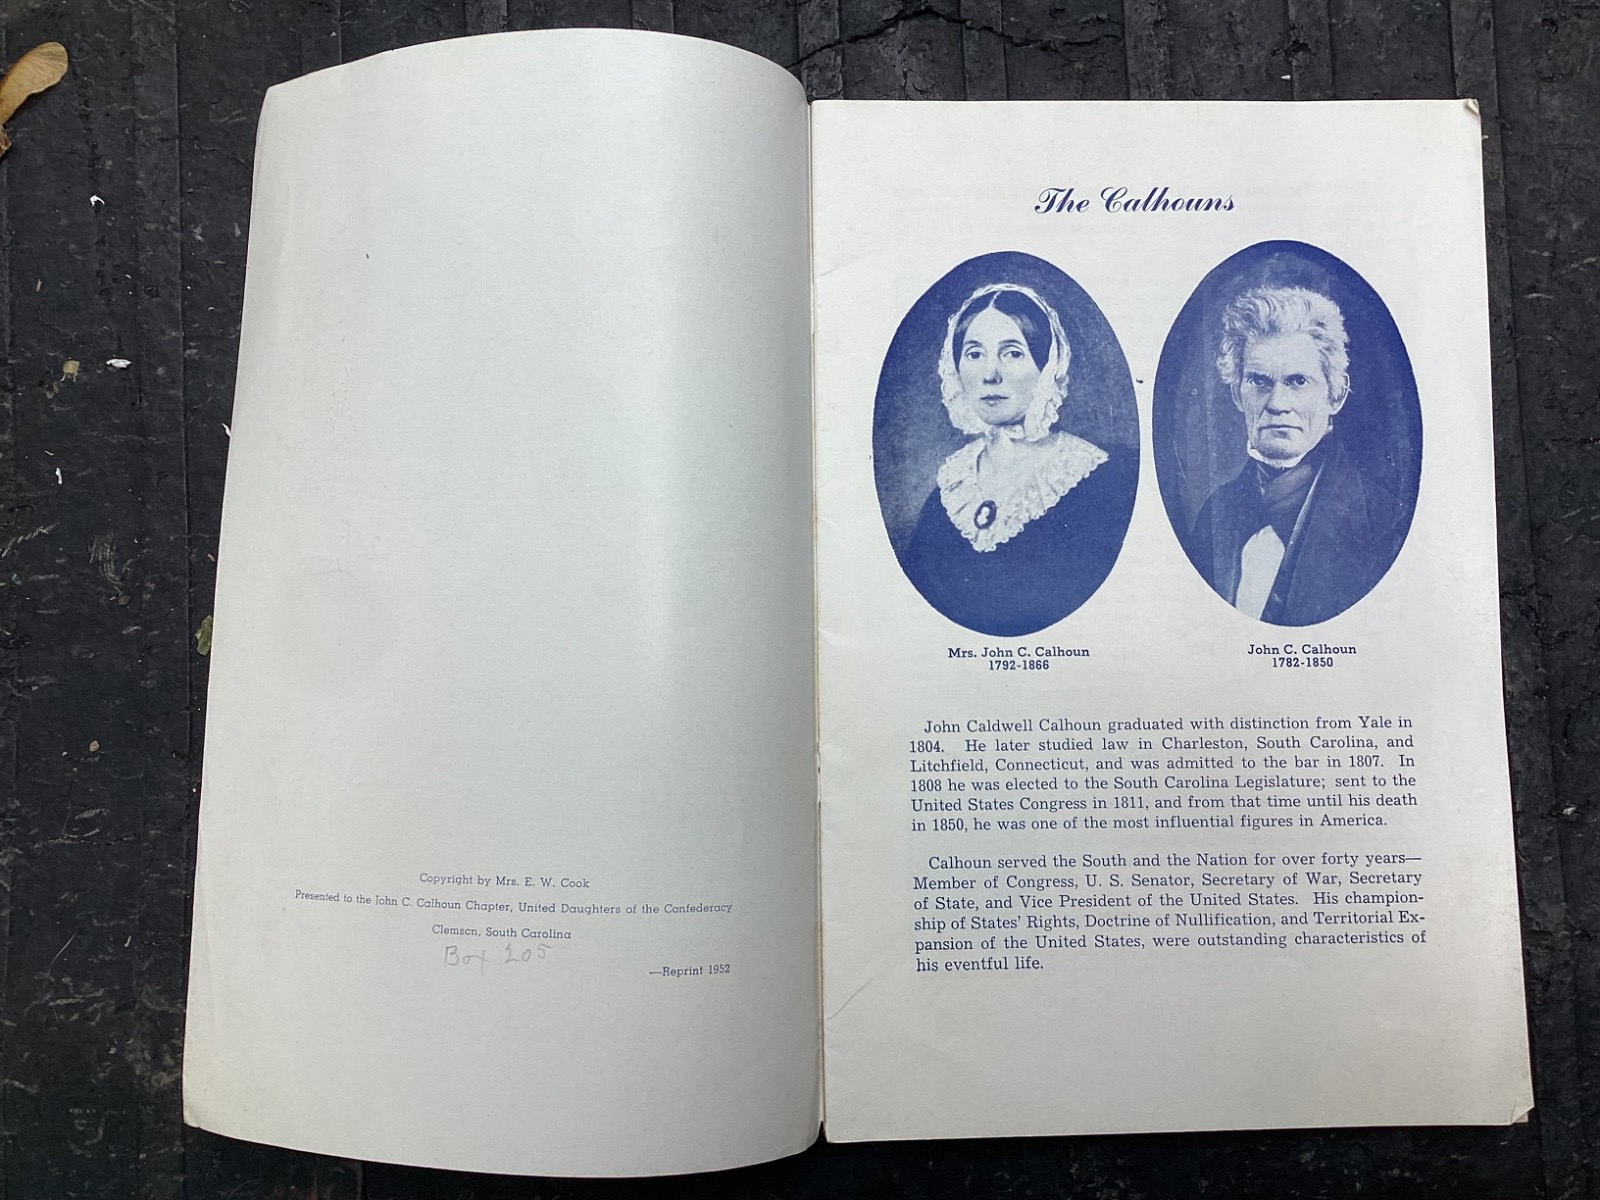 Copyright by Mrs. E. W. Cook
Presented to the John C. Calhoun Chapter, United Daughters of the Confederacy
Clemson, South Carolina
Box 205
—Reprint 1952
The Calhouns
Mrs. John C. Calhoun
1792-1866
John C. Calhoun
1782-1850
John Caldwell Calhoun graduated with distinction from Yale in
1804. He later studied law in Charleston, South Carolina, and
Litchfield, Connecticut, and was admitted to the bar in 1807. In
1808 he was elected to the South Carolina Legislature; sent to the
United States Congress in 1811, and from that time until his death
in 1850, he was one of the most influential figures in America.
Calhoun served the South and the Nation for over forty years—
Member of Congress, U. S. Senator, Secretary of War, Secretary
of State, and Vice President of the United States. His champion-
ship of States' Rights, Doctrine of Nullification, and Territorial Ex-
pansion of the United States, were outstanding characteristics of
his eventful life.